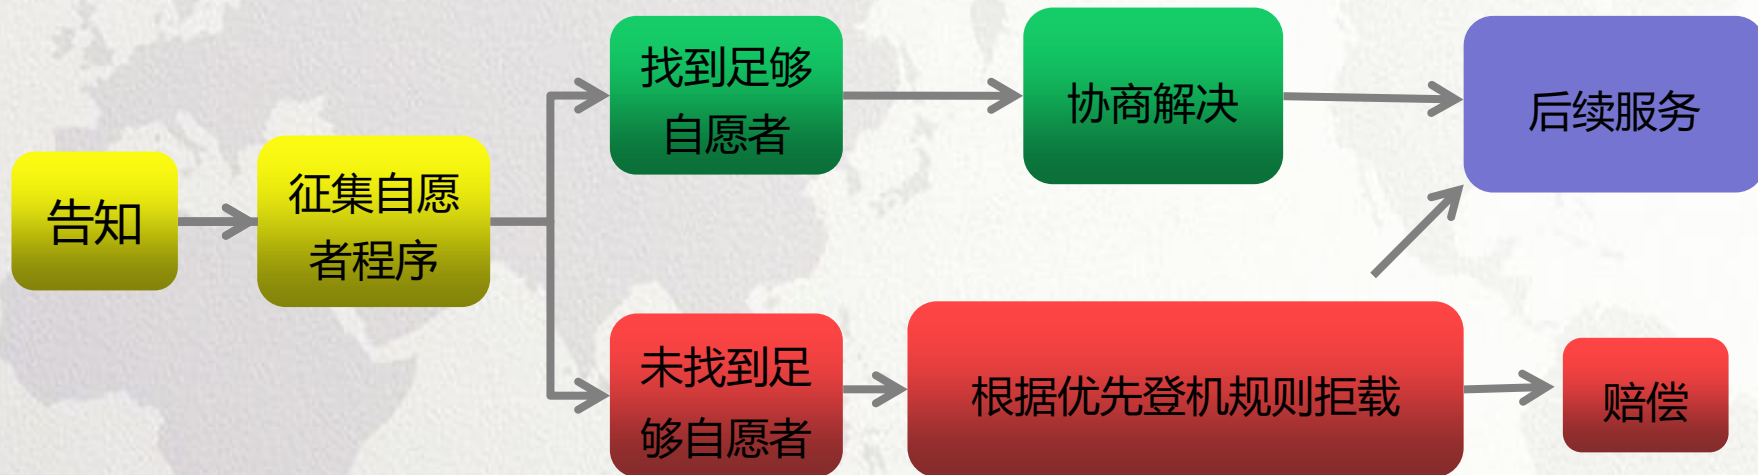 告知
征集自愿
者程序
找到足够
自愿者
协商解决
后续服务
未找到足
够自愿者
根据优先登机规则拒载
赔偿